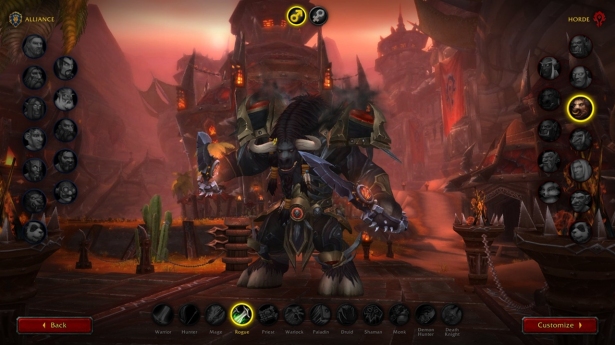 ALLIANCE
HORDE
Warrior
Hunter
Mage
Rogue
Priest
Warlock
Paladin
Druid
Shaman
Monk
Demon Hunter
Death Knight
Back
Customize